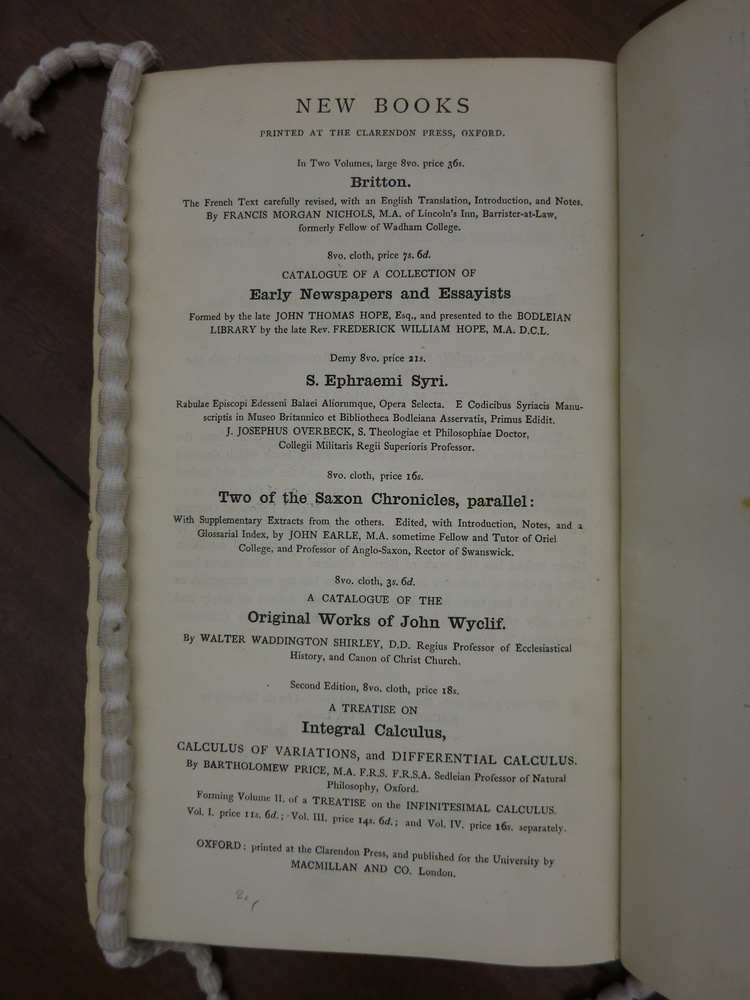 NEW BOOKS
PRINTED AT THE CLARENDON PRESS, OXFORD.
In Two Volumes, large 8vo. price 36s.
Britton.
The French Text carefully revised, with an English Translation, Introduction, and Notes.
By FRANCIS MORGAN NICHOLS, M.A. of Lincoln's Inn, Barrister-at-Law,
formerly Fellow of Wadham College.
8vo. cloth, price 7s. 6d.
CATALOGUE OF A COLLECTION OF
Early Newspapers and Essayists
Formed by the late JOHN THOMAS HOPE, Esq., and presented to the BODLEIAN
LIBRARY by the late Rev. FREDERICK WILLIAM HOPE, M.A. D.C.L.
Demy 8vo. price 21s.
S. Ephraemi Syri.
Rabulae Episcopi Edesseni Balaei Aliorumque, Opera Selecta. E Codicibus Syriacis Manu-
scriptis in Museo Britannico et Bibliotheca Bodleiana Asservatis, Primus Edidit.
J. JOSEPHUS OVERBECK, S. Theologiae et Philosophiae Doctor,
Collegii Militaris Regii Superioris Professor.
8vo. cloth, price 16s.
Two of the Saxon Chronicles, parallel:
With Supplementary Extracts from the others. Edited, with Introduction, Notes, and a
Glossarial Index, by JOHN EARLE, M.A. sometime Fellow and Tutor of Oriel
College, and Professor of Anglo-Saxon, Rector of Swanswick.
8vo. cloth, 3s. 6d.
A CATALOGUE OF THE
Original Works of John Wyclif.
By WALTER WADDINGTON SHIRLEY, D.D. Regius Professor of Ecclesiastical
History, and Canon of Christ Church.
Second Edition, 8vo. cloth, price 18s.
A TREATISE ON
Integral Calculus,
CALCULUS OF VARIATIONS, and DIFFERENTIAL CALCULUS.
By BARTHOLOMEW PRICE, M.A. F.R.S. F.R.S.A. Sedleian Professor of Natural
Philosophy, Oxford.
Forming Volume II. of a TREATISE on the INFINITESIMAL CALCULUS.
Vol. I. price 11s. 6d.; Vol. III. price 14s. 6d.; and Vol. IV. price 16s. separately.
OXFORD: printed at the Clarendon Press, and published for the University by
MACMILLAN AND CO. London.